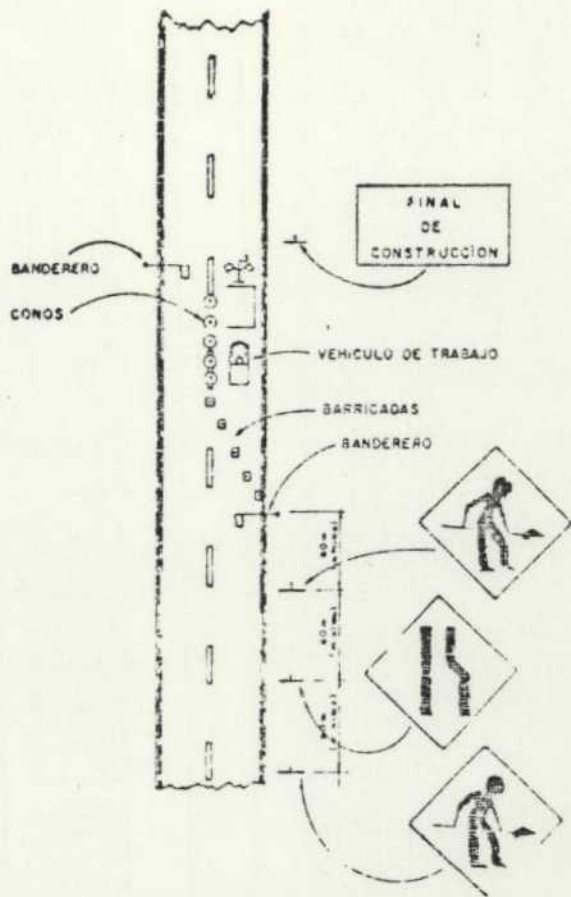 FINAL
DE
CONSTRUCCION
BANDERERO
CONOS
VEHICULO DE TRABAJO
BARRICADAS
BANDERERO